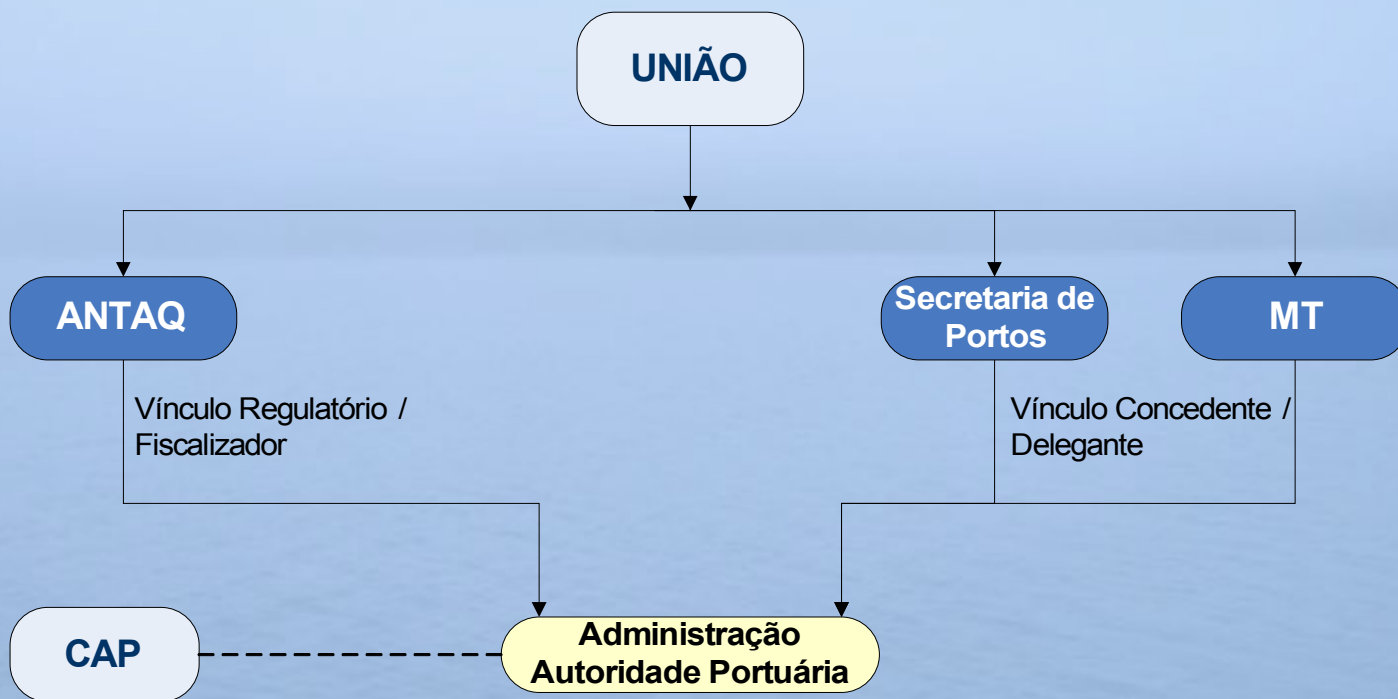 UNIÃO
ANTAQ
Secretaria de
Portos
MT
Vínculo Regulatório /
Fiscalizador
Vínculo Concedente /
Delegante
CAP
Administração
Autoridade Portuária